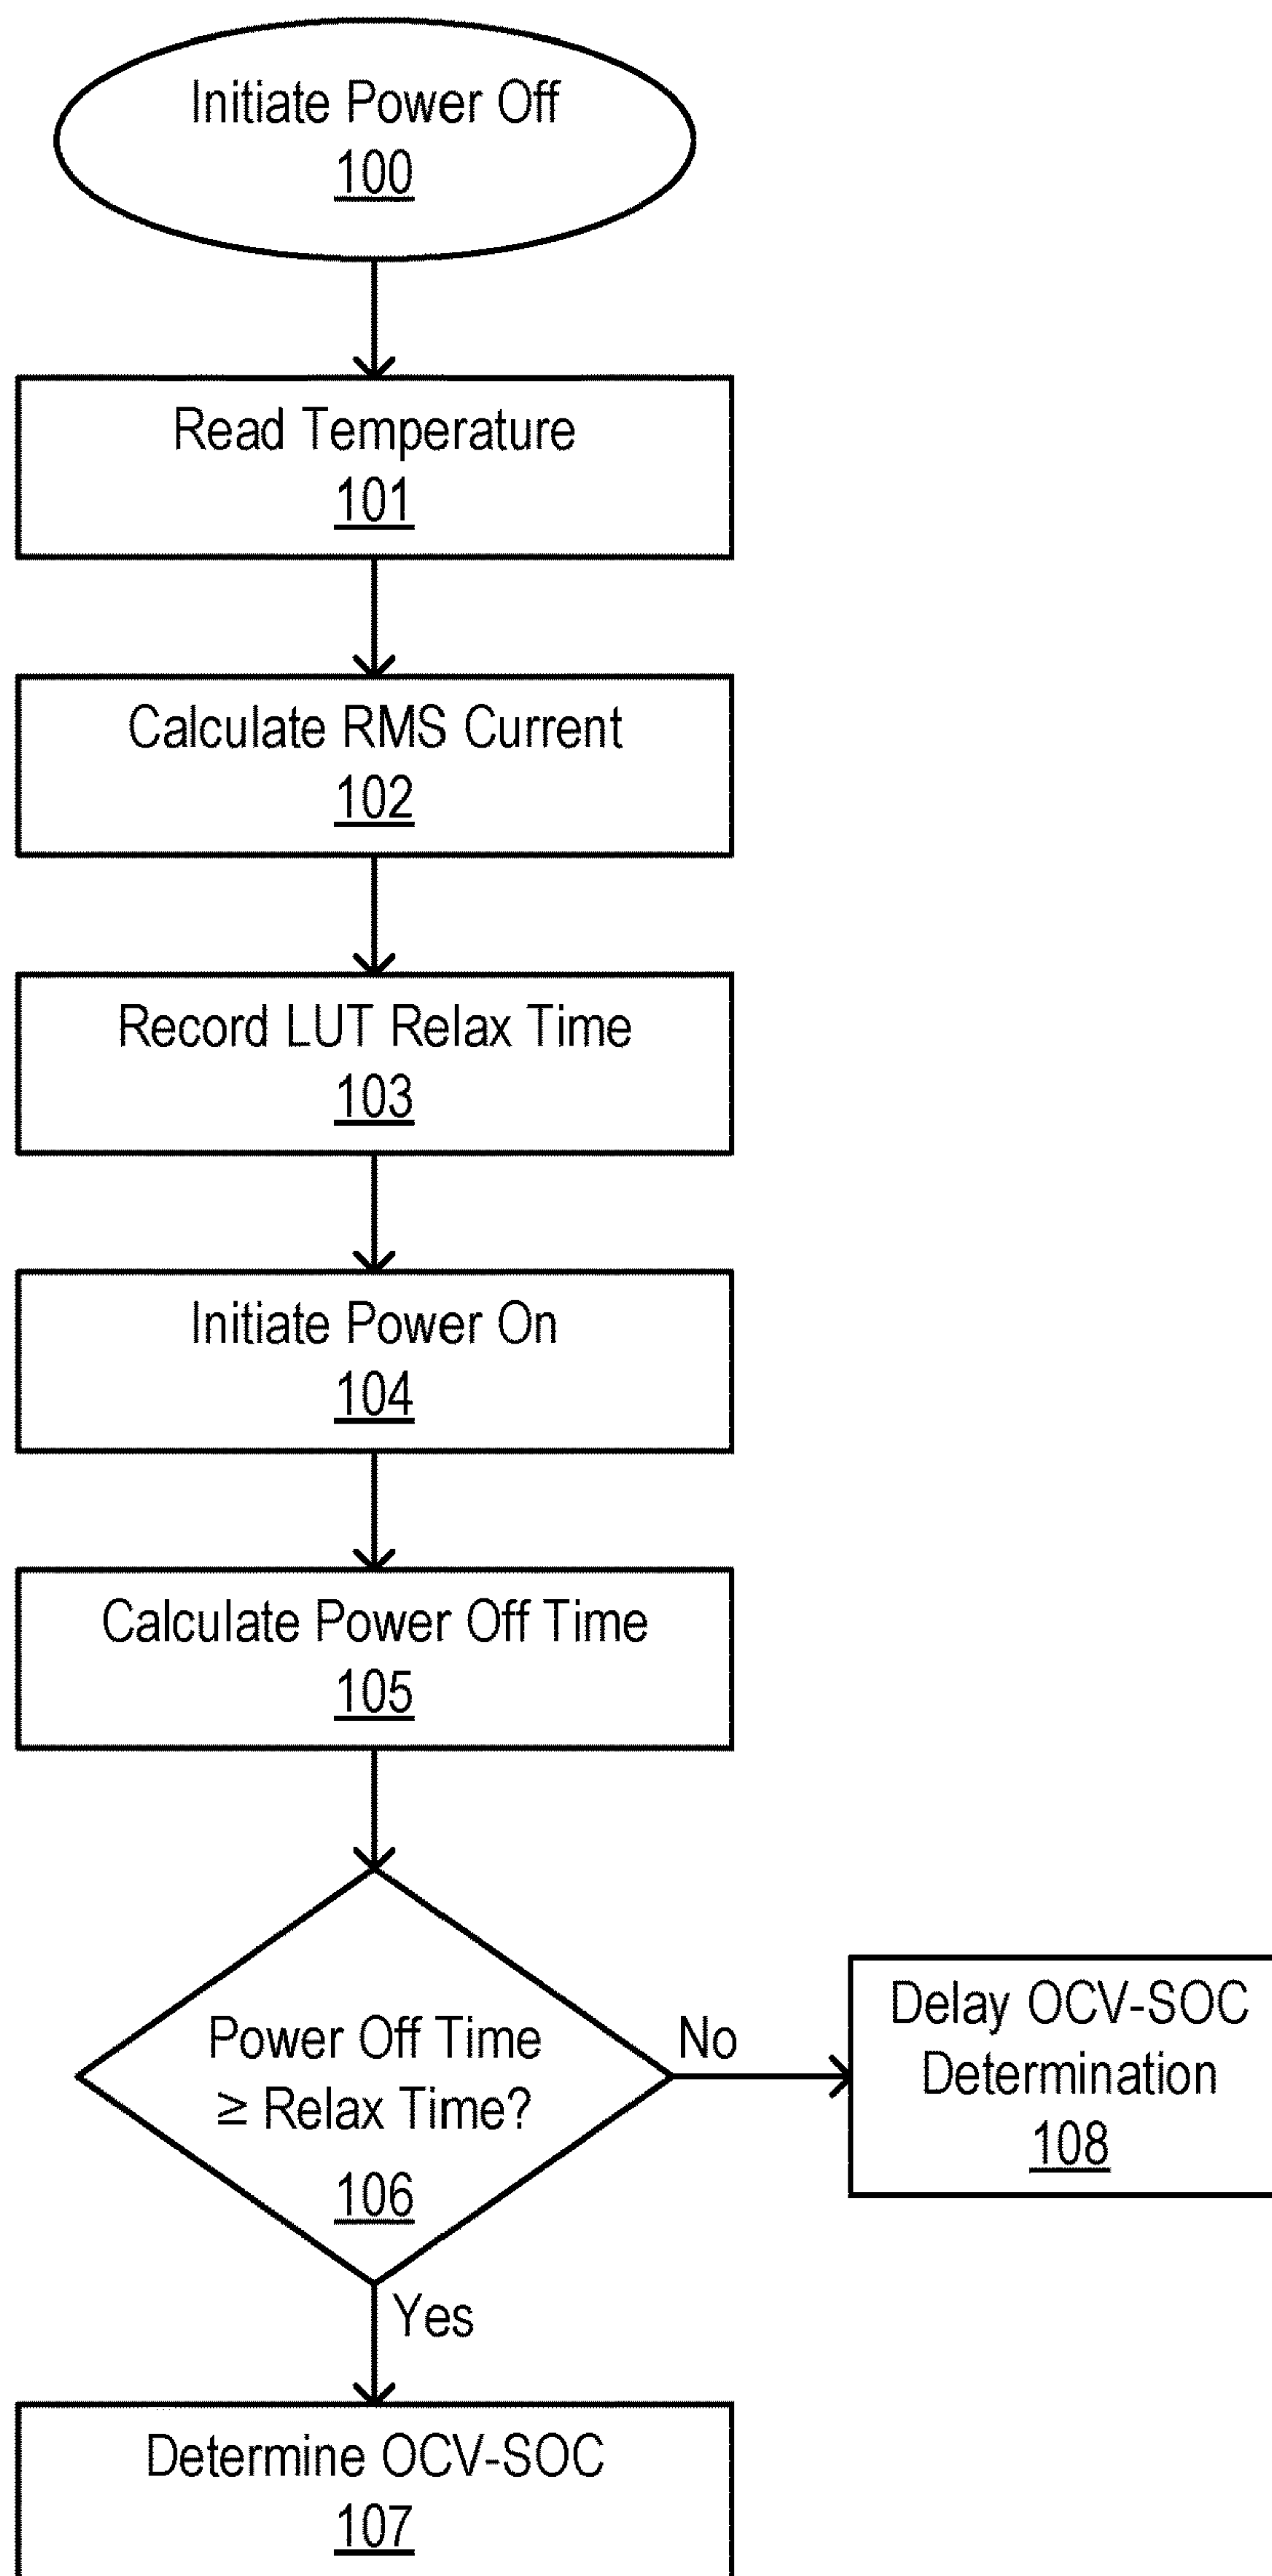 Initiate Power Off
100
Read Temperature
101
Calculate RMS Current
102
Record LUT Relax Time
103
Initiate Power On
104
Calculate Power Off Time
105
Power Off Time
≥ Relax Time?
106
No
Delay OCV-SOC
Determination
108
Yes
Determine OCV-SOC
107